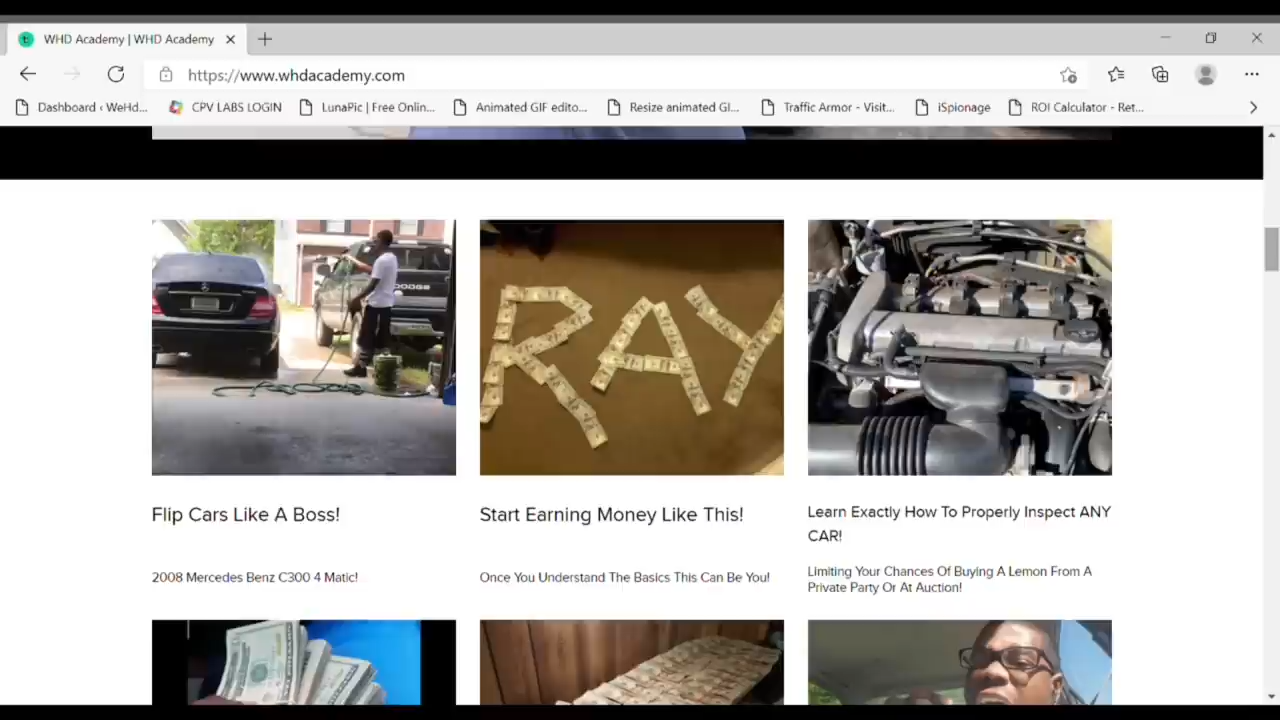 WHD Academy | WHD Academy
https://www.whdacademy.com
Dashboard ‹ WeHd...
CPV LABS LOGIN
LunaPic | Free Onlin...
Animated GIF edito...
Resize animated GI...
Traffic Armor - Visit...
iSpionage
ROI Calculator - Ret...
DODGE
RAY
Flip Cars Like A Boss!
Start Earning Money Like This!
Learn Exactly How To Properly Inspect ANY
CAR!
2008 Mercedes Benz C300 4 Matic!
Once You Understand The Basics This Can Be You!
Limiting Your Chances Of Buying A Lemon From A
Private Party Or At Auction!